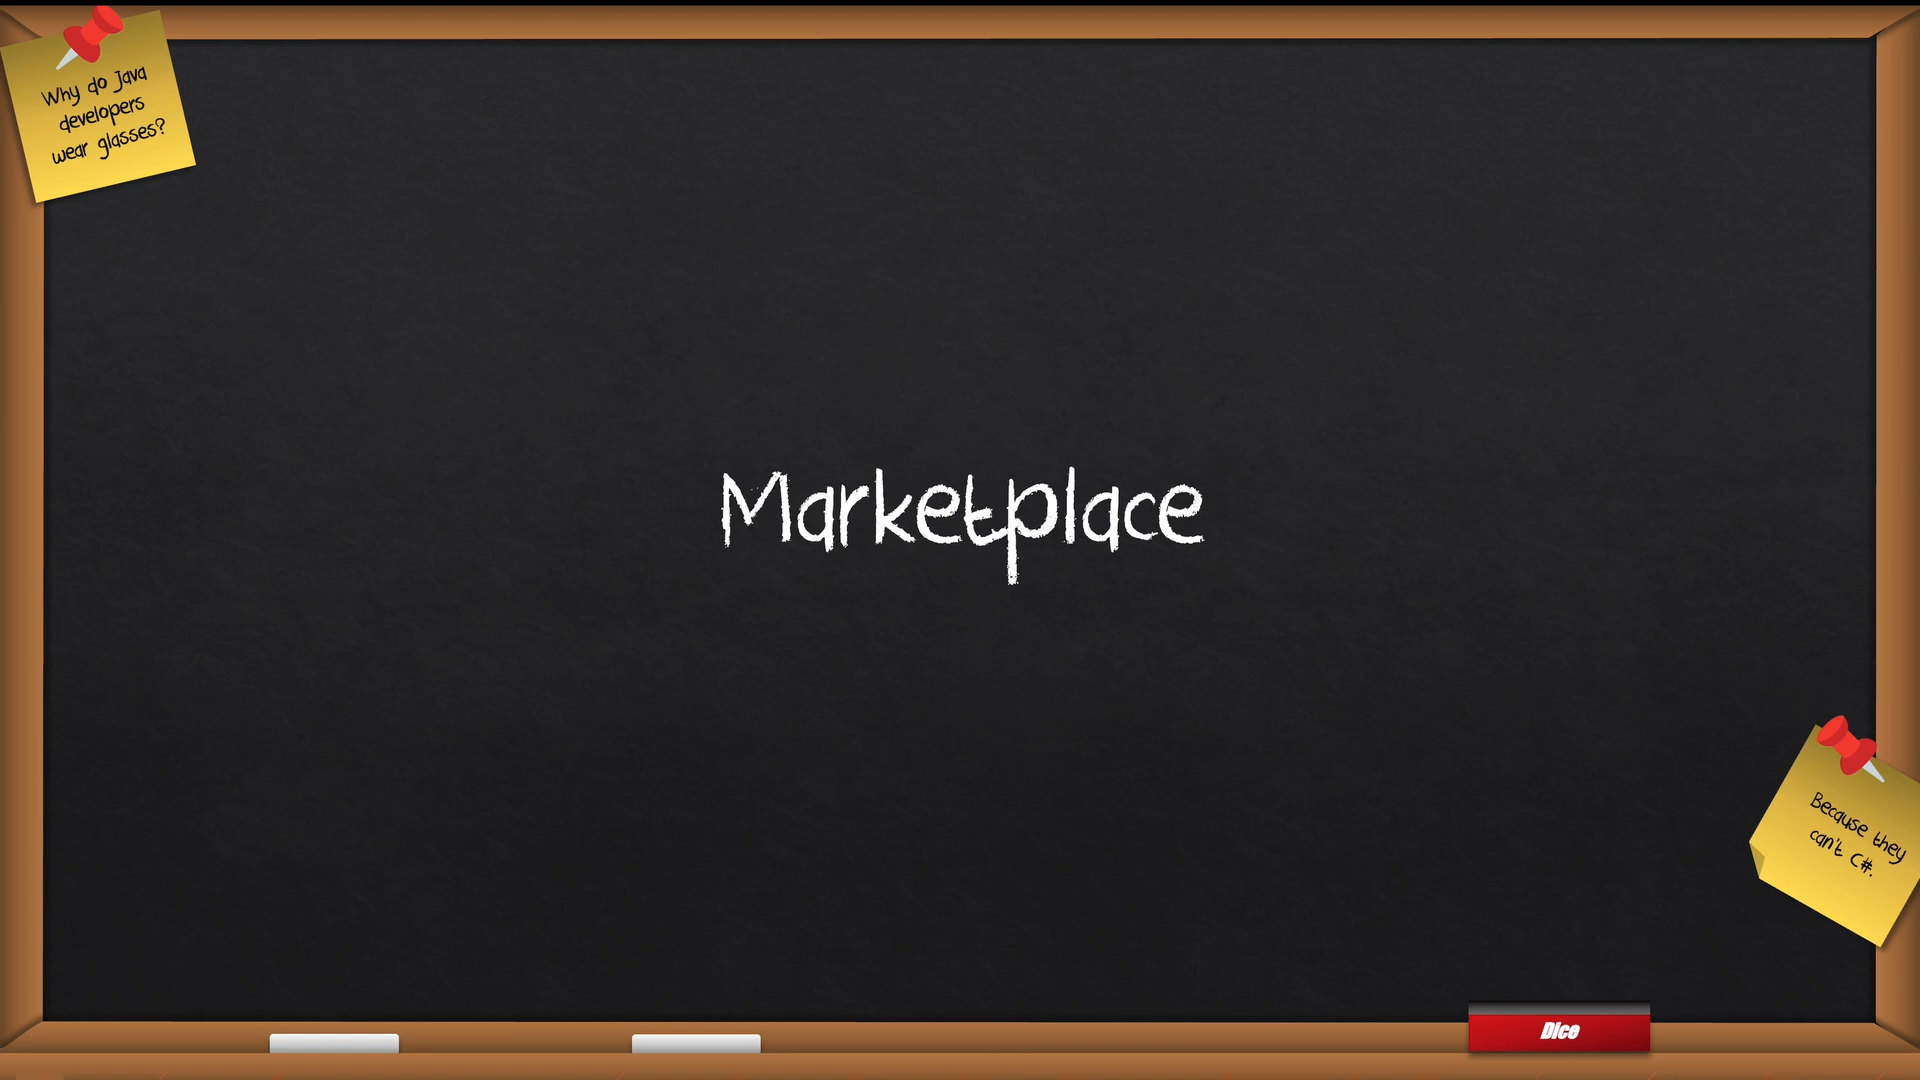 Why do Java
developers
wear glasses?
Marketplace
Because they
can't C#.
Dice